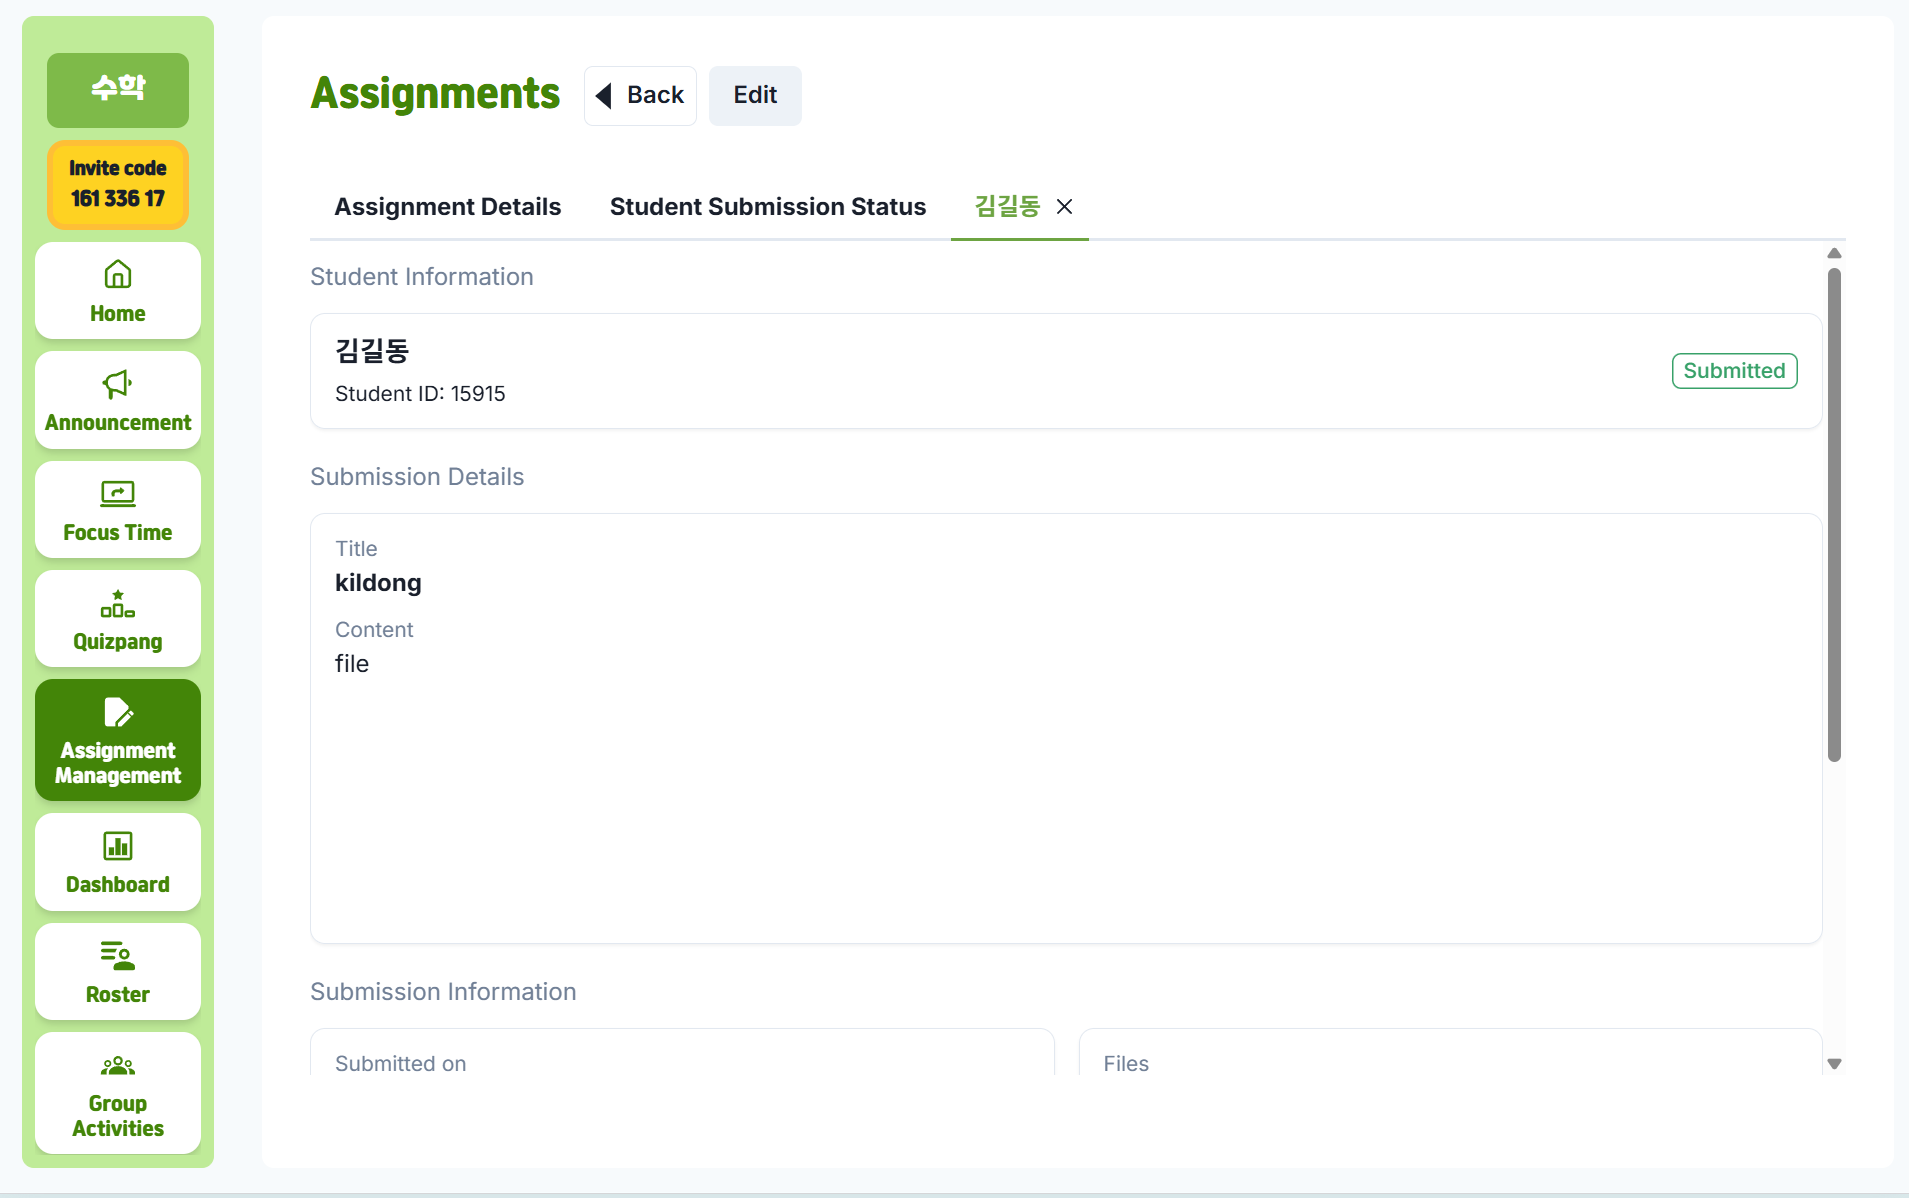 수학
Invite code
161 336 17
Home
Announcement
Focus Time
Quizpang
Assignment
Management
Dashboard
Roster
Group
Activities
Assignments
Back
Edit
Assignment Details
Student Submission Status
김길동
Student Information
김길동
Student ID: 15915
Submitted
Submission Details
Title
kildong
Content
file
Submission Information
Submitted on
Files